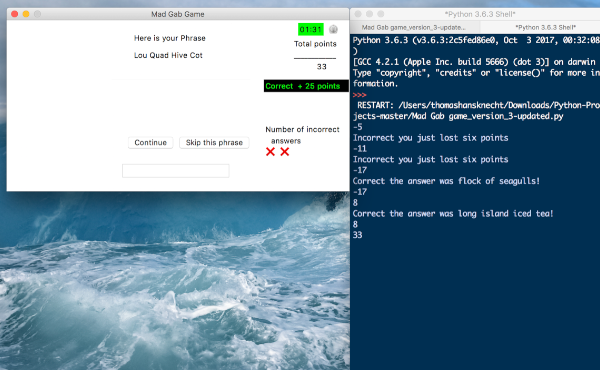 Mad Gab Game
01:31
Here is your Phrase
Total points
Lou Quad Hive Cot
33
Correct + 25 points
Number of incorrect
answers
Continue
Skip this phrase
*Python 3.6.3 Shell*
Mad Gab game_version_3-update...
*Python 3.6.3 Shell*
Python 3.6.3 (v3.6.3:2c5fed86e0, Oct 3 2017, 00:32:08
)
[GCC 4.2.1 (Apple Inc. build 5666) (dot 3)] on darwin
Type "copyright", "credits" or "license()" for more in
formation.
>>>
RESTART: /Users/thomashansknecht/Downloads/Python-Pro
jects-master/Mad Gab game_version_3-updated.py
-5
Incorrect you just lost six points
-11
Incorrect you just lost six points
-17
Correct the answer was flock of seagulls!
-17
8
Correct the answer was long island iced tea!
8
33